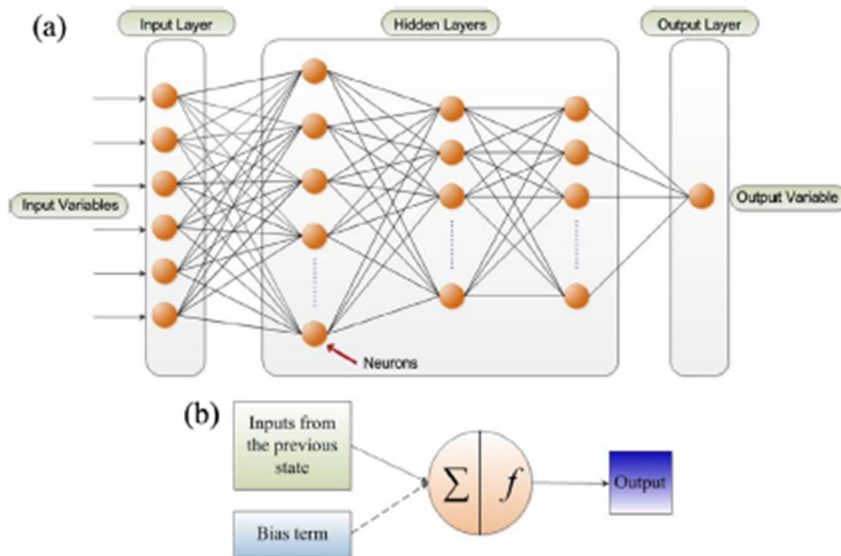 (a)
Input Layer
Hidden Layers
Output Layer
Input Variables
Output Variable
Neurons
(b)
Inputs from
the previous
state
Bias term
Σ
f
Output